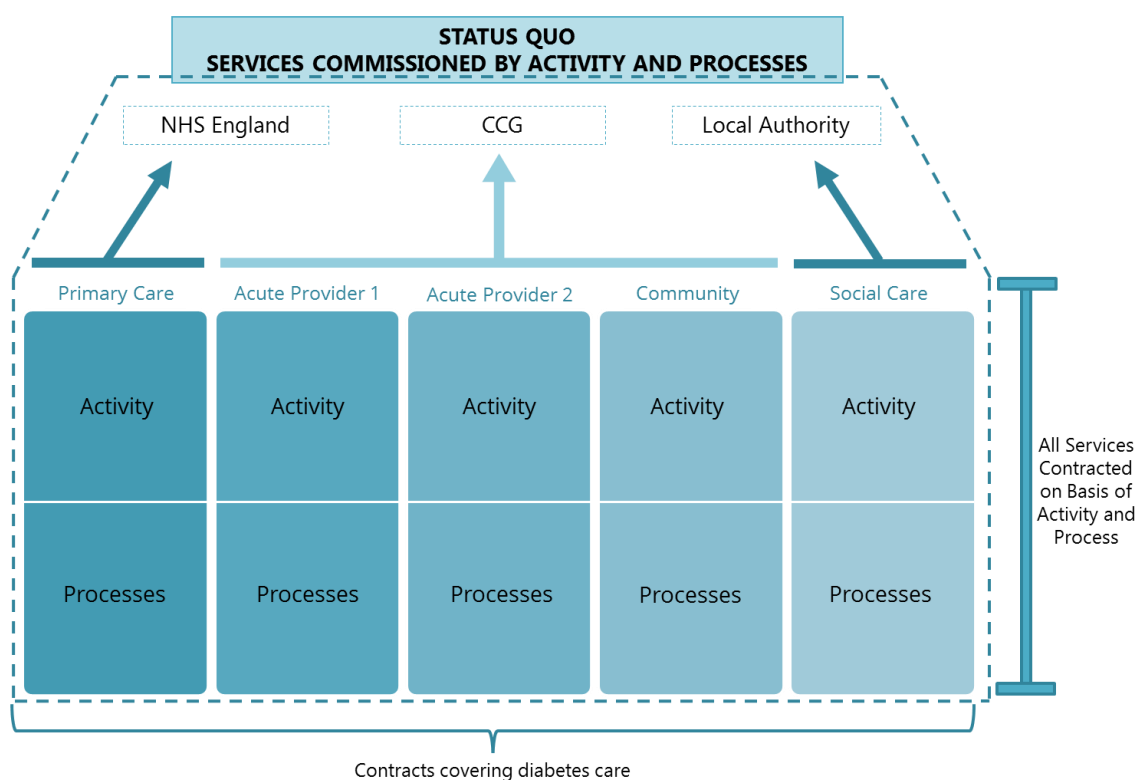 STATUS QUO
SERVICES COMMISSIONED BY ACTIVITY AND PROCESSES
NHS England
CCG
Local Authority
Primary Care
Acute Provider 1
Acute Provider 2
Community
Social Care
Activity
Activity
Activity
Activity
Activity
Processes
Processes
Processes
Processes
Processes
All Services
Contracted
on Basis of
Activity and
Process
Contracts covering diabetes care